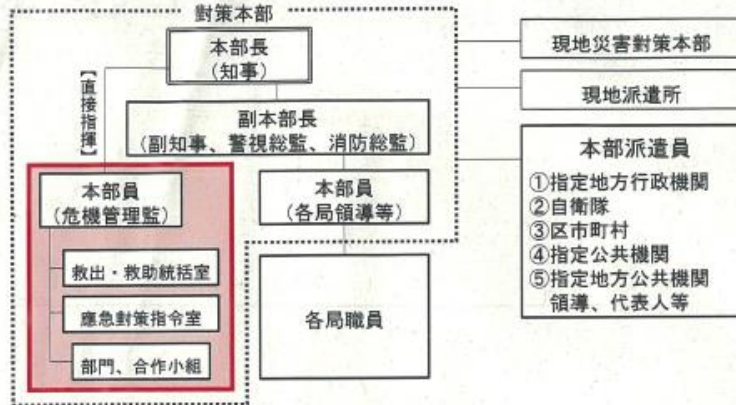 對策本部
本部長
(知事)
【直接指揮】
副本部長
(副知事、警視総監、消防総監)
本部員
(危機管理監)
本部員
(各局領導等)
救出・救助統括室
應急對策指令室
部門、合作小組
各局職員
現地災害對策本部
現地派遣所
本部派遣員
①指定地方行政機関
②自衛隊
③区市町村
④指定公共機関
⑤指定地方公共機関
領導、代表人等